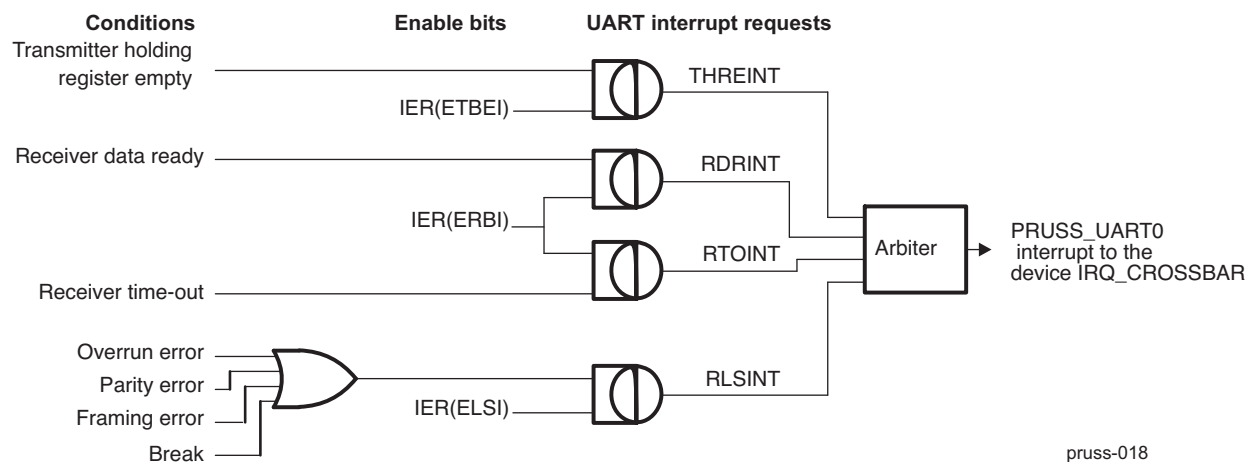 Conditions
Enable bits
UART interrupt requests
Transmitter holding
register empty
THREINT
IER(ETBEI)
Receiver data ready
RDRINT
IER(ERBI)
RTOINT
Receiver time-out
Arbiter
PRUSS_UART0
interrupt to the
device IRQ_CROSSBAR
Overrun error
Parity error
Framing error
Break
RLSINT
IER(ELSI)
pruss-018